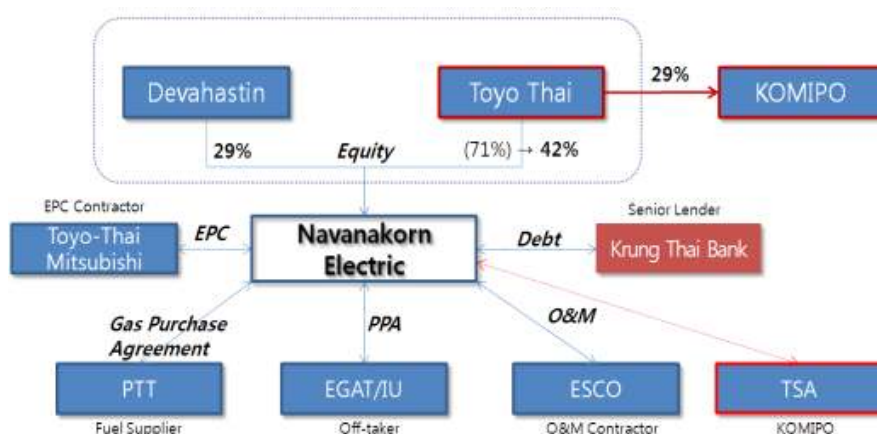 Devahastin
Toyo Thai
29%
KOMIPO
29%
Equity
(71%) → 42%
EPC Contractor
Toyo-Thai
Mitsubishi
EPC
Navanakorn
Electric
Debt
Senior Lender
Krung Thai Bank
Gas Purchase
Agreement
PPA
O&M
PTT
EGAT/IU
ESCO
TSA
Fuel Supplier
Off-taker
O&M Contractor
KOMIPO